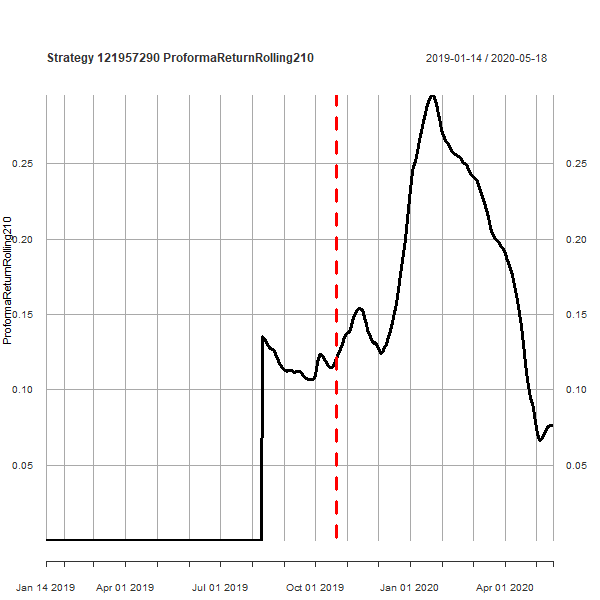 Strategy 121957290 ProformaReturnRolling210
2019-01-14 / 2020-05-18
ProformaReturnRolling210
0.25
0.20
0.15
0.10
0.05
0.25
0.20
0.15
0.10
0.05
Jan 14 2019
Apr 01 2019
Jul 01 2019
Oct 01 2019
Jan 01 2020
Apr 01 2020